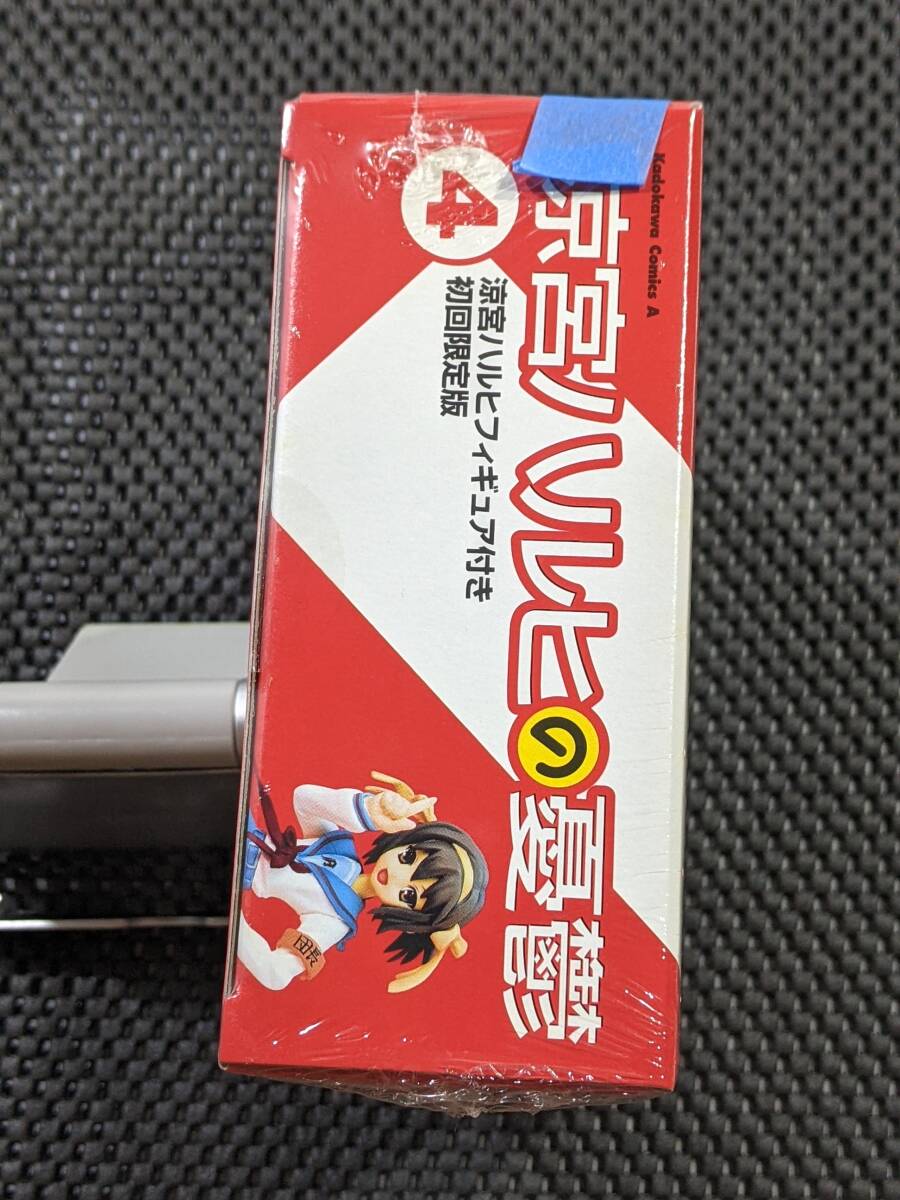 Kadokawa Comics A
涼宮ハルヒの憂鬱
4
涼宮ハルヒフィギュア付き
初回限定版
団長